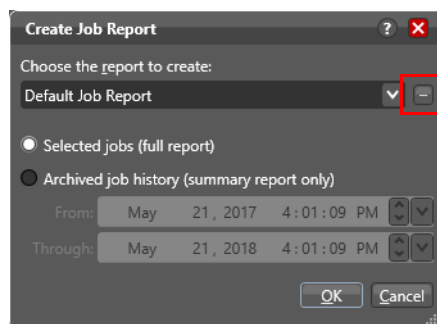 Create Job Report ?
Choose the report to create:
Default Job Report
Selected jobs (full report)
Archived job history (summary report only)
From: May 21, 2017 4:01:09 PM
Through: May 21, 2018 4:01:09 PM
OK Cancel